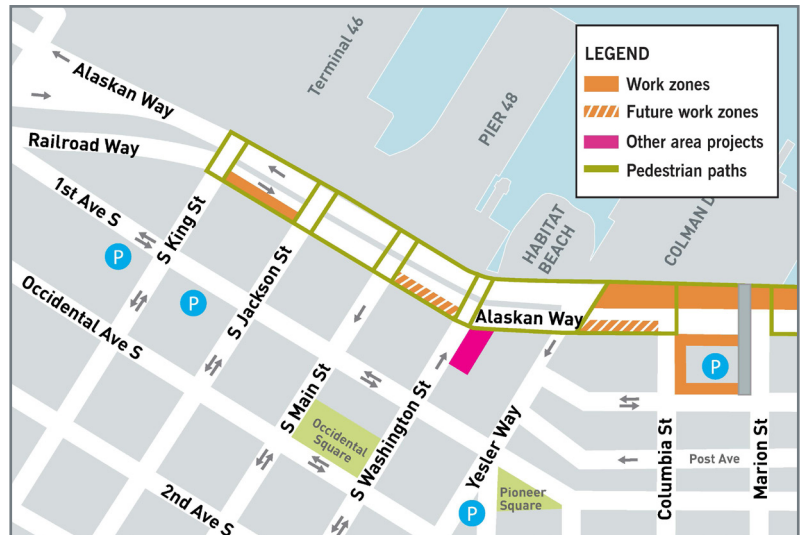 Terminal 46
PIER 48
LEGEND
Work zones
Future work zones
Other area projects
Pedestrian paths
Alaskan Way
Railroad Way
1st Ave S
S King St
P
P
HABITAT
BEACH
COLMAN D
Occidental Ave S
S Jackson St
Alaskan Way
P
S Main St
S Washington St
Occidental
Square
Yesler Way
Columbia St
Post Ave
Marion St
2nd Ave S
P
Pioneer
Square